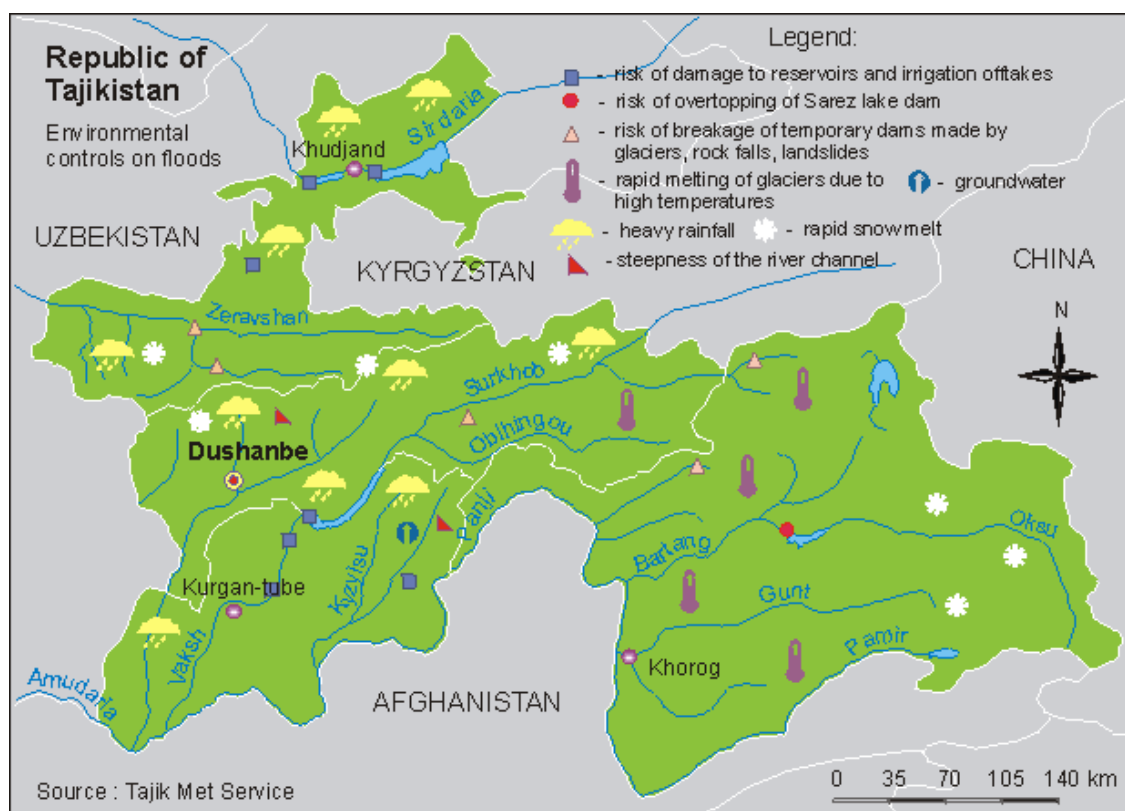 Republic of
Tajikistan
Environmental
controls on floods
Legend:
- risk of damage to reservoirs and irrigation offtakes
- risk of overtopping of Sarez lake dam
- risk of breakage of temporary dams made by
glaciers, rock falls, landslides
- rapid melting of glaciers due to
high temperatures
- groundwater
- heavy rainfall
- rapid snowmelt
- steepness of the river channel
Sirdaria
Khudjand
UZBEKISTAN
KYRGYZSTAN
CHINA
N
Zeravshan
Surkhob
Obihingou
Dushanbe
Panji
Oksu
Bartang
Kyzylsu
Kurgan-tube
Gunt
Vaksh
Pamir
Khorog
Amudaria
AFGHANISTAN
Source : Tajik Met Service
0 35 70 105 140 km